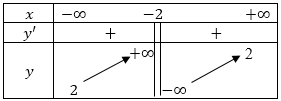 x −∞ −2 +∞
y′ + +
+∞ 2
y
2 −∞